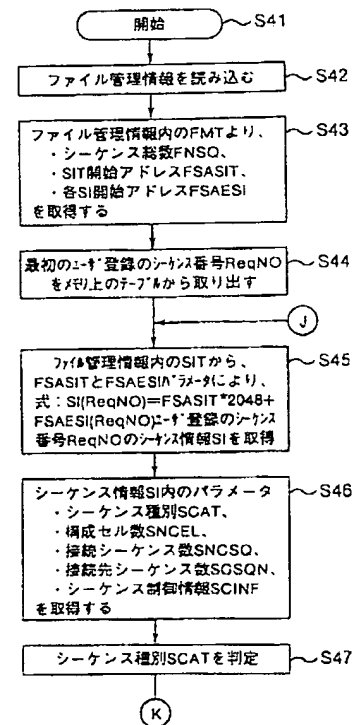 開始
S41
ファイル管理情報を読み込む
S42
ファイル管理情報内のFMTより、
・シーケンス総数FNSQ、
・SIT開始アドレスFSASIT、
・各SI開始アドレスFSAESI
を取得する
S43
最初のユーザ登録のシーケンス番号ReqNO
をメモリ上のテーブルから取り出す
S44
J
ファイル管理情報内のSITから、
FSASITとFSAESIパラメータにより、
式：SI(ReqNO)=FSASIT*2048+
FSAESI(ReqNO)ユーザ登録のシーケンス
番号ReqNOのシーケンス情報SIを取得
S45
シーケンス情報SI内のパラメータ
・シーケンス種別SCAT、
・構成セル数SNCEL、
・接続シーケンス数SNCSQ、
・接続先シーケンス数SCSQN、
・シーケンス制御情報SCINF
を取得する
S46
シーケンス種別SCATを判定
S47
K